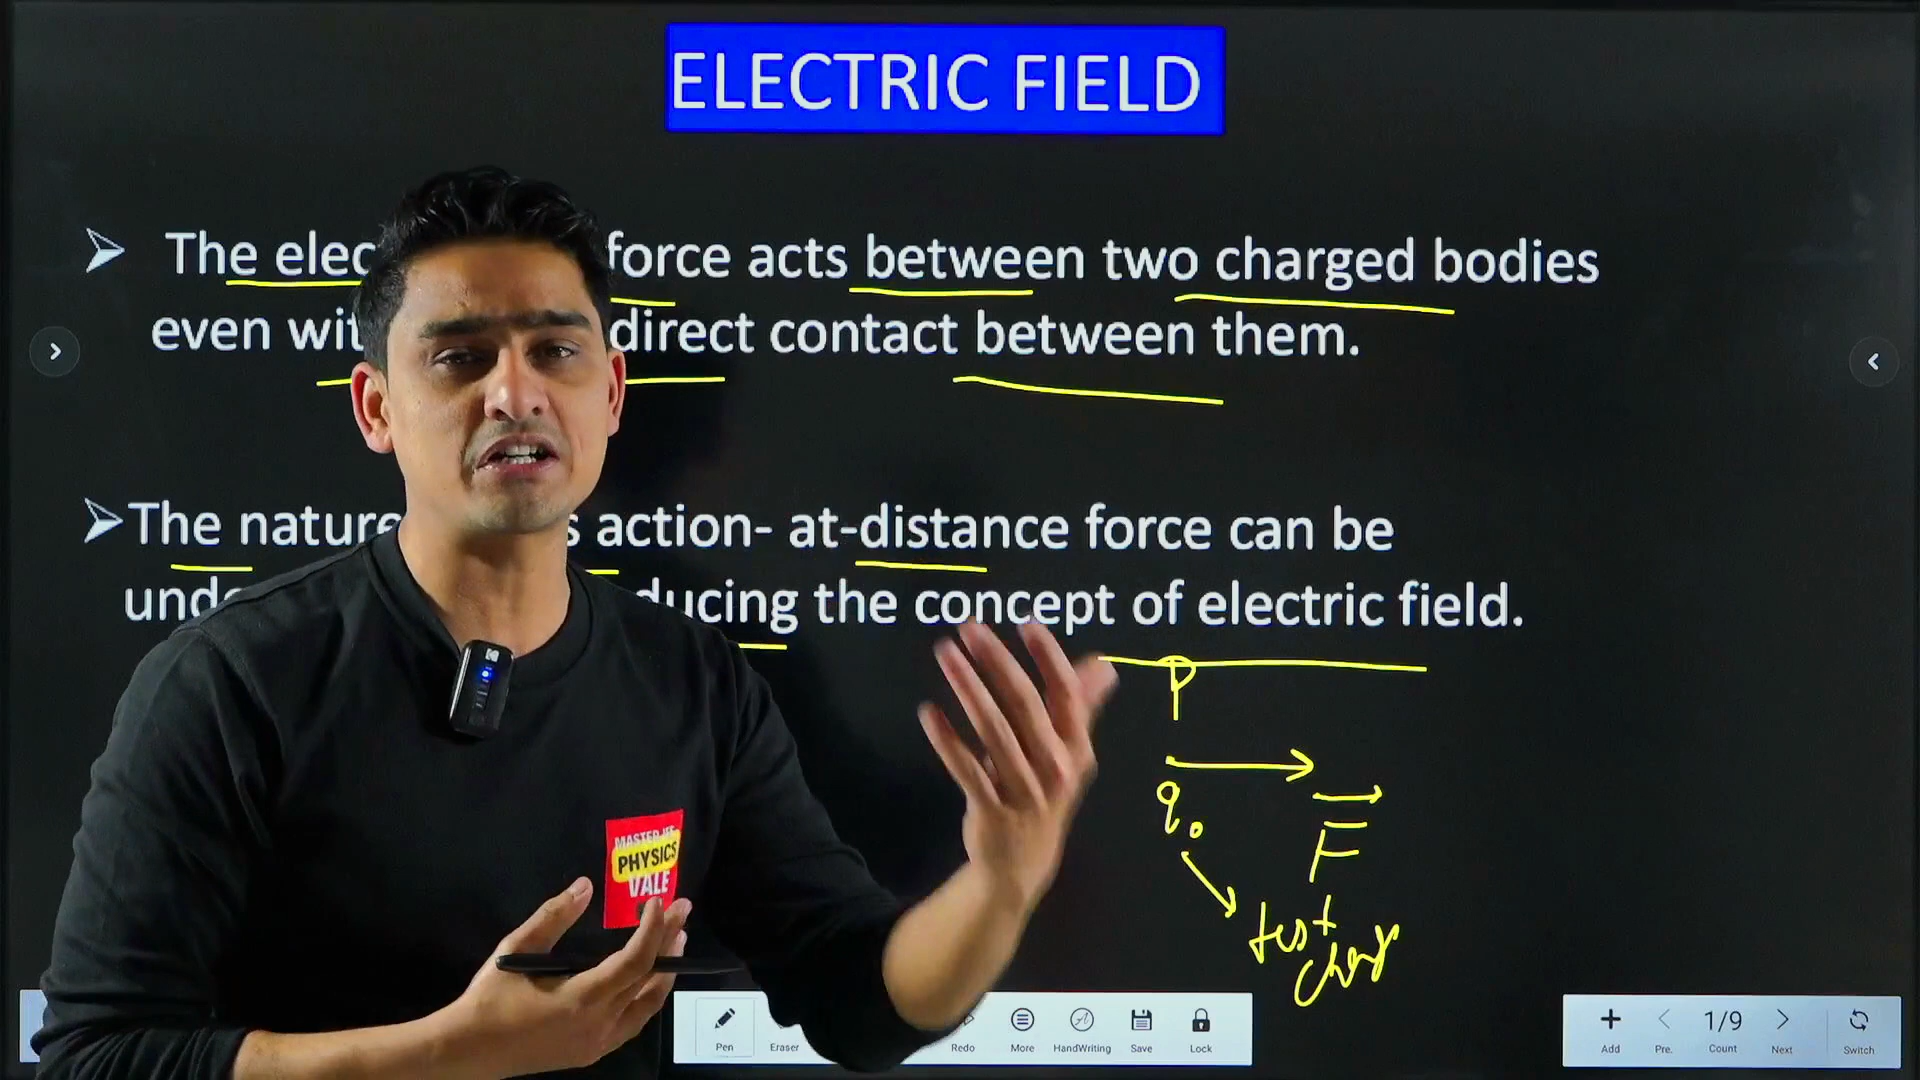 ELECTRIC FIELD
The elec force acts between two charged bodies
even wit direct contact between them.
The nature s action- at-distance force can be
unde ducing the concept of electric field.
P
q₀
F
test
charge
MASTER JEE
PHYSICS
VALE
Pen
Eraser
Redo
More
HandWriting
Save
Lock
Add
Pre.
1/9
Count
Next
Switch